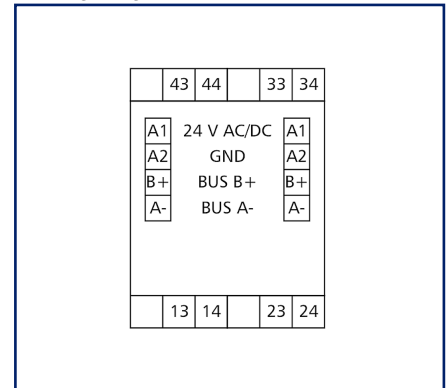 43 44 33 34
A1 24 V AC/DC A1
A2 GND A2
B+ BUS B+ B+
A- BUS A- A-
13 14 23 24